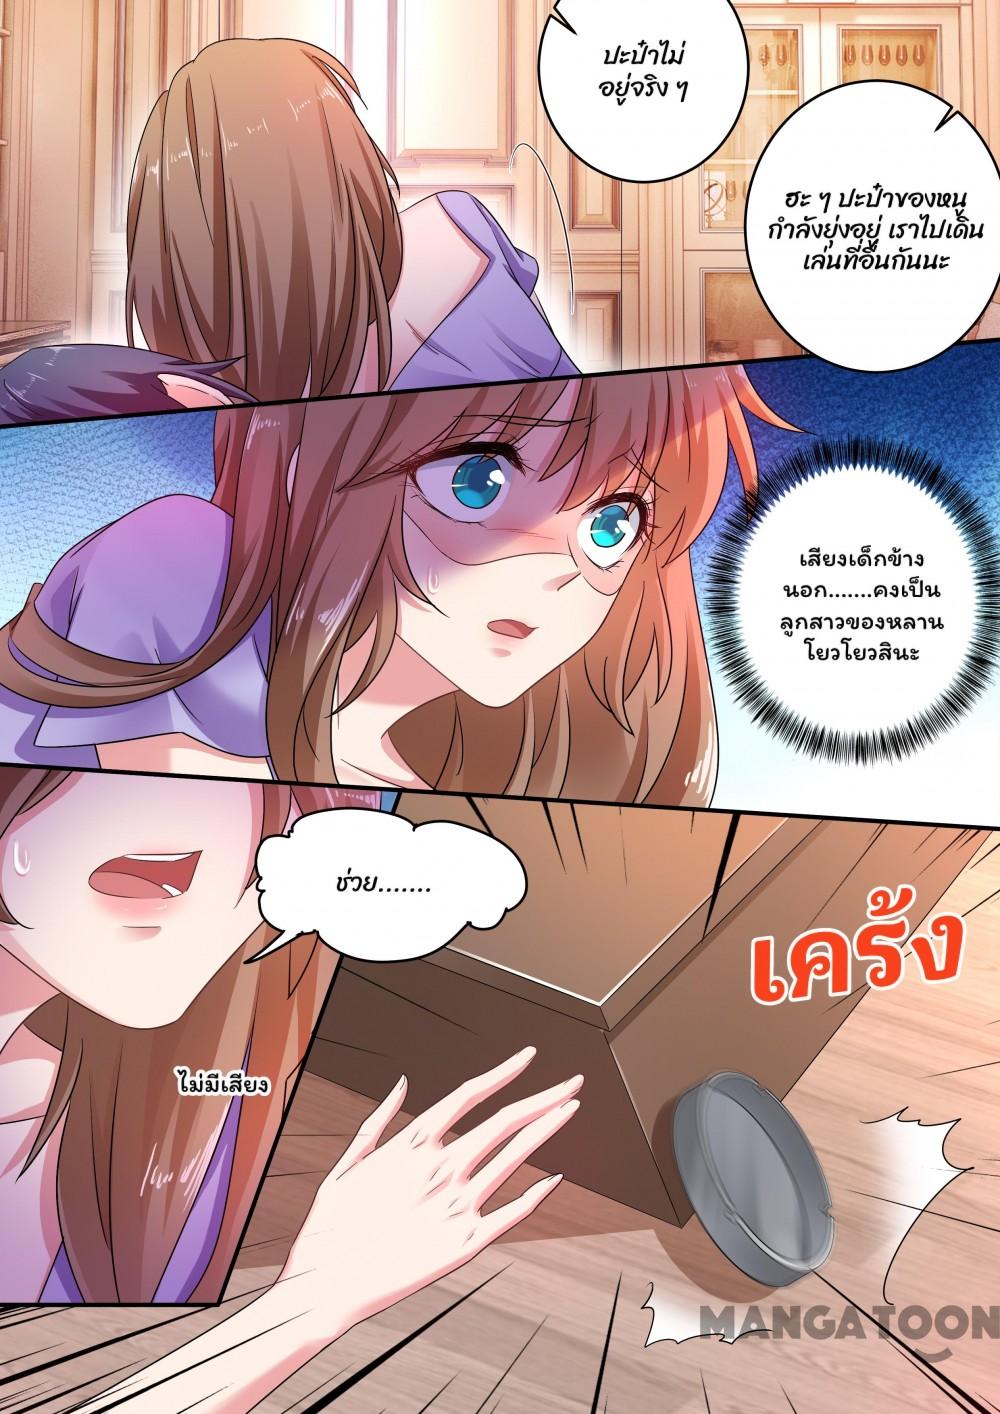 ปะป๋าไม่
อยู่จริง ๆ
ฮะ ๆ ปะป๋าของหนู
กำลังยุ่งอยู่ เราไปเดิน
เล่นที่อื่นกันนะ
เสียงเด็กข้าง
นอก.......คงเป็น
ลูกสาวของหลาน
โยวโยวสินะ
ช่วย.......
เคร้ง
ไม่มีเสียง
MANGATOON